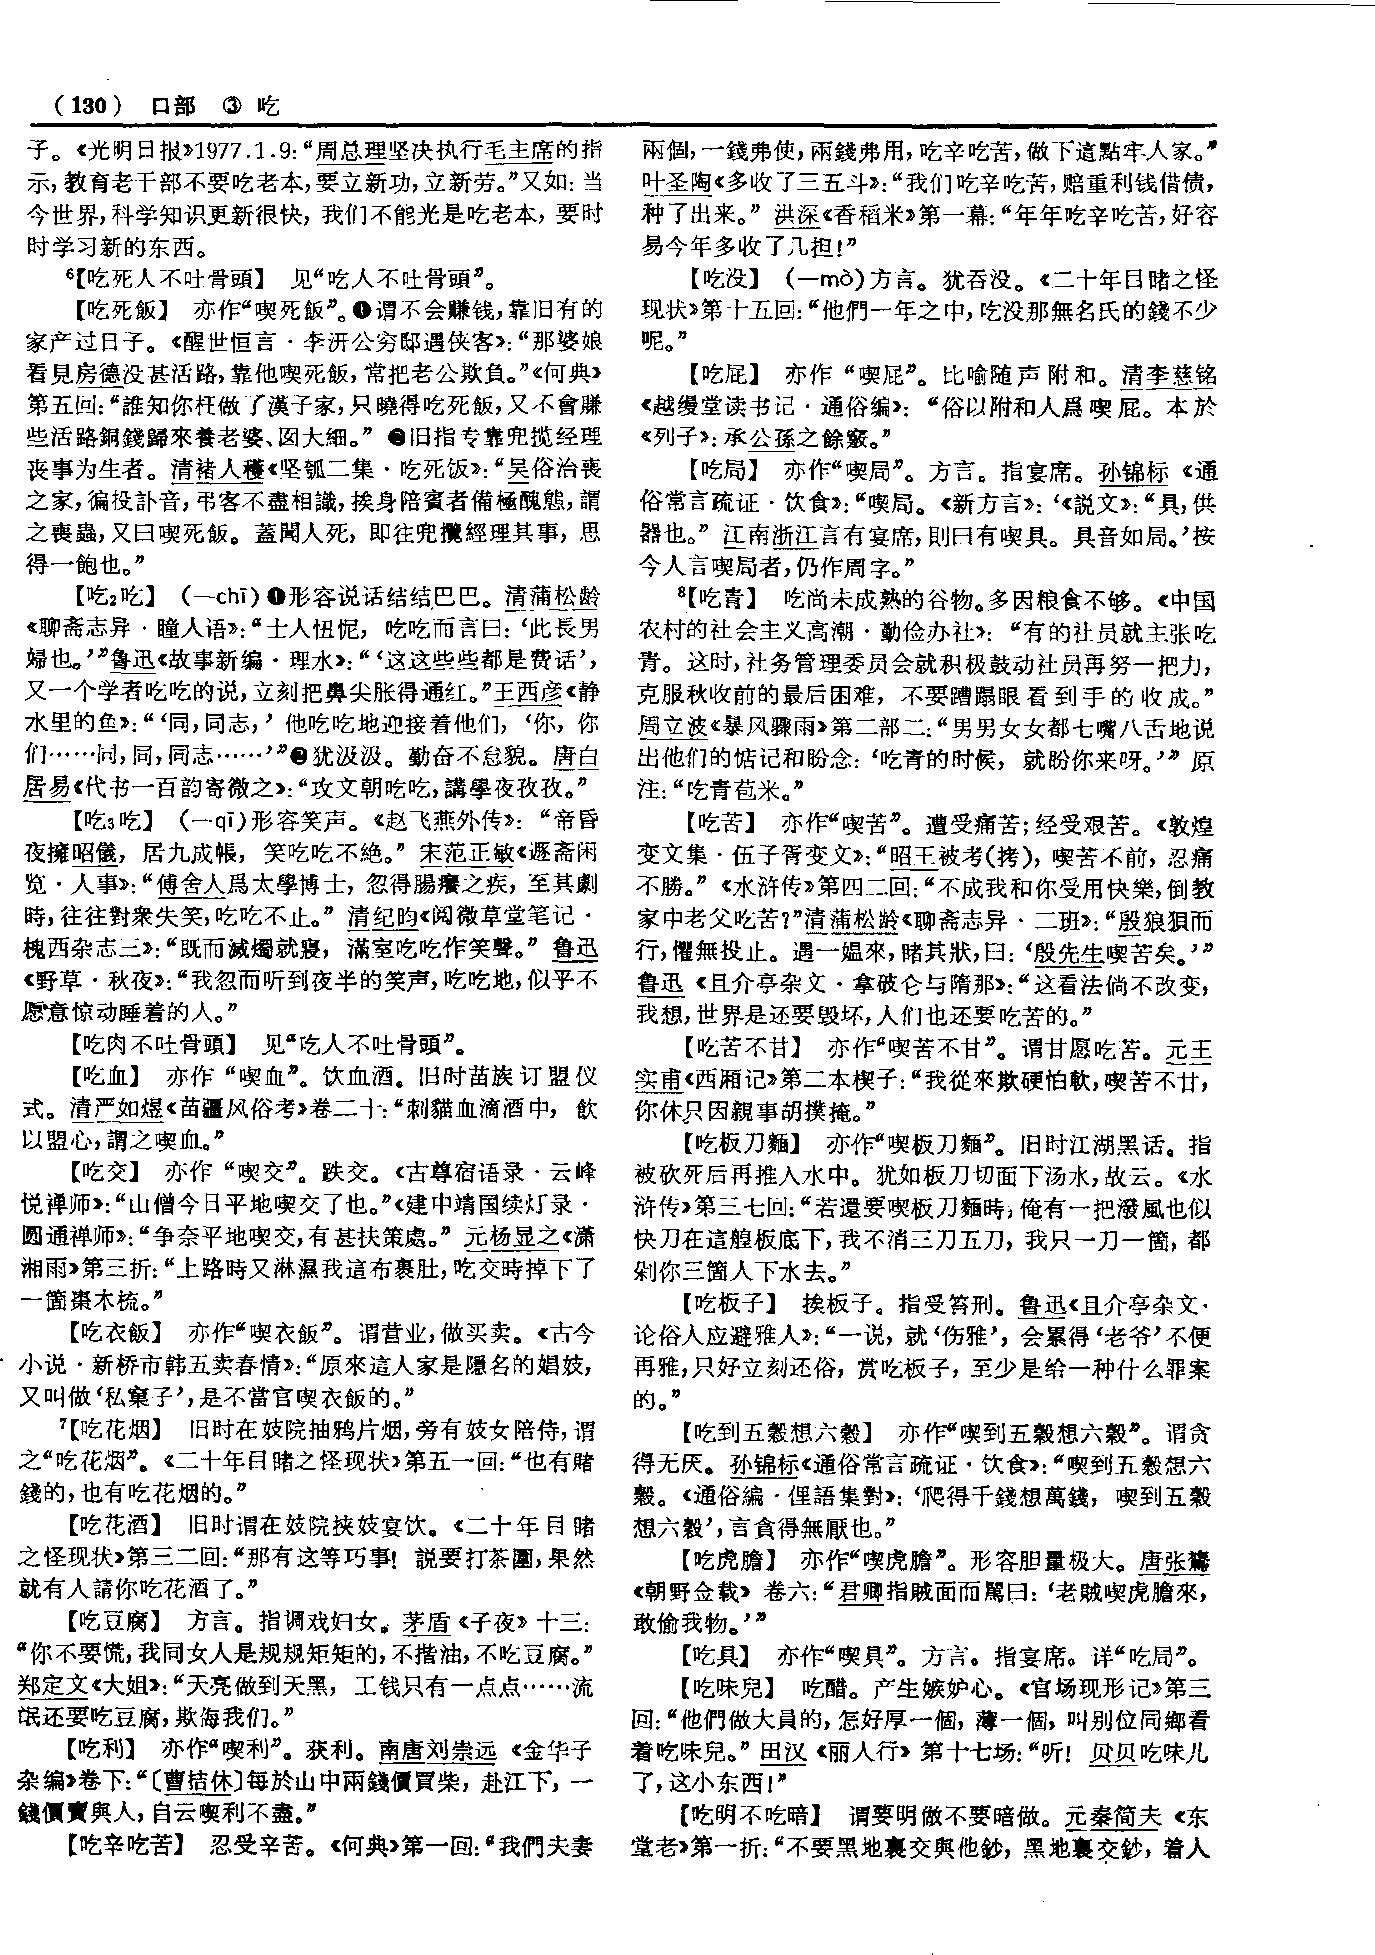 (130) 口部 ③ 吃
子。《光明日报》1977.1.9:“周总理坚决执行毛主席的指
示,教育老干部不要吃老本,要立新功,立新劳。”又如:当
今世界,科学知识更新很快,我们不能光是吃老本,要时
时学习新的东西。
⁶【吃死人不吐骨頭】 见“吃人不吐骨頭”。
【吃死飯】 亦作“喫死飯”。❶谓不会赚钱,靠旧有的
家产过日子。《醒世恒言·李汧公穷邸遇侠客》:“那婆娘
看見房德没甚活路,靠他喫死飯,常把老公欺負。”《何典》
第五回:“誰知你枉做了漢子家,只曉得吃死飯,又不會賺
些活路銅錢歸來養老婆、囡大細。” ❷旧指专靠兜揽经理
丧事为生者。清褚人穫《坚瓠二集·吃死饭》:“吴俗治喪
之家,徧役訃音,弔客不盡相識,挨身陪賓者備極醜態,謂
之喪蟲,又曰喫死飯。蓋聞人死,即往兜攬經理其事,思
得一飽也。”
【吃₂吃】 (—chī)❶形容说话结结巴巴。清蒲松龄
《聊斋志异·瞳人语》:“士人忸怩,吃吃而言曰:‘此長男
婦也。’”鲁迅《故事新编·理水》:“‘这这些些都是费话’,
又一个学者吃吃的说,立刻把鼻尖胀得通红。”王西彦《静
水里的鱼》:“‘同,同志,’他吃吃地迎接着他们,‘你,你
们……同,同,同志……’”❷犹汲汲。勤奋不怠貌。唐白
居易《代书一百韵寄微之》:“攻文朝吃吃,講學夜孜孜。”
【吃₃吃】 (—qī)形容笑声。《赵飞燕外传》:“帝昏
夜擁昭儀,居九成帳,笑吃吃不絶。”宋范正敏《遯斋闲
览·人事》:“傅舍人爲太學博士,忽得腸癢之疾,至其劇
時,往往對衆失笑,吃吃不止。”清纪昀《阅微草堂笔记·
槐西杂志三》:“既而滅燭就寢,滿室吃吃作笑聲。”鲁迅
《野草·秋夜》:“我忽而听到夜半的笑声,吃吃地,似乎不
愿意惊动睡着的人。”
【吃肉不吐骨頭】 见“吃人不吐骨頭”。
【吃血】 亦作“喫血”。饮血酒。旧时苗族订盟仪
式。清严如煜《苗疆风俗考》卷二十:“刺貓血滴酒中,飲
以盟心,謂之喫血。”
【吃交】 亦作“喫交”。跌交。《古尊宿语录·云峰
悦禅师》:“山僧今日平地喫交了也。”《建中靖国续灯录·
圆通禅师》:“争奈平地喫交,有甚扶策處。”元杨显之《潇
湘雨》第三折:“上路時又淋濕我這布裹肚,吃交時掉下了
一箇棗木梳。”
【吃衣飯】 亦作“喫衣飯”。谓营业,做买卖。《古今
小说·新桥市韩五卖春情》:“原來這人家是隱名的娼妓,
又叫做‘私窠子’,是不當官喫衣飯的。”
⁷【吃花烟】 旧时在妓院抽鸦片烟,旁有妓女陪侍,谓
之“吃花烟”。《二十年目睹之怪现状》第五一回:“也有賭
錢的,也有吃花烟的。”
【吃花酒】 旧时谓在妓院挟妓宴饮。《二十年目睹
之怪现状》第三二回:“那有这等巧事!説要打茶圍,果然
就有人請你吃花酒了。”
【吃豆腐】 方言。指调戏妇女。茅盾《子夜》十三:
“你不要慌,我同女人是规规矩矩的,不揩油,不吃豆腐。”
郑定文《大姐》:“天亮做到天黑,工钱只有一点点……流
氓还要吃豆腐,欺侮我们。”
【吃利】 亦作“喫利”。获利。南唐刘崇远《金华子
杂编》卷下:“〔曹拮休〕每於山中兩錢價買柴,赴江下,一
錢價賣與人,自云喫利不盡。”
【吃辛吃苦】 忍受辛苦。《何典》第一回:“我們夫妻
兩個,一錢弗使,兩錢弗用,吃辛吃苦,做下這點牢人家。”
叶圣陶《多收了三五斗》:“我们吃辛吃苦,赔重利钱借债,
种了出来。”洪深《香稻米》第一幕:“年年吃辛吃苦,好容
易今年多收了几担!”
【吃没】 (—mò)方言。犹吞没。《二十年目睹之怪
现状》第十五回:“他們一年之中,吃没那無名氏的錢不少
呢。”
【吃屁】 亦作“喫屁”。比喻随声附和。清李慈铭
《越缦堂读书记·通俗编》:“俗以附和人爲喫屁。本於
《列子》:承公孫之餘竅。”
【吃局】 亦作“喫局”。方言。指宴席。孙锦标《通
俗常言疏证·饮食》:“喫局。《新方言》:‘《説文》:“具,供
器也。”江南浙江言有宴席,則曰有喫具。具音如局。’按
今人言喫局者,仍作周字。”
⁸【吃青】 吃尚未成熟的谷物。多因粮食不够。《中国
农村的社会主义高潮·勤俭办社》:“有的社员就主张吃
青。这时,社务管理委员会就积极鼓动社员再努一把力,
克服秋收前的最后困难,不要蹧蹋眼看到手的收成。”
周立波《暴风骤雨》第二部二:“男男女女都七嘴八舌地说
出他们的惦记和盼念:‘吃青的时候,就盼你来呀。’”原
注:“吃青苞米。”
【吃苦】 亦作“喫苦”。遭受痛苦;经受艰苦。《敦煌
变文集·伍子胥变文》:“昭王被考(拷),喫苦不前,忍痛
不勝。”《水浒传》第四二回:“不成我和你受用快樂,倒教
家中老父吃苦?”清蒲松龄《聊斋志异·二班》:“殷狼狽而
行,懼無投止。遇一媪來,睹其狀,曰:‘殷先生喫苦矣。’”
鲁迅《且介亭杂文·拿破仑与隋那》:“这看法倘不改变,
我想,世界是还要毁坏,人们也还要吃苦的。”
【吃苦不甘】 亦作“喫苦不甘”。谓甘愿吃苦。元王
实甫《西厢记》第二本楔子:“我從來欺硬怕軟,喫苦不甘,
你休只因親事胡撲掩。”
【吃板刀麵】 亦作“喫板刀麵”。旧时江湖黑话。指
被砍死后再推入水中。犹如板刀切面下汤水,故云。《水
浒传》第三七回:“若還要喫板刀麵時,俺有一把潑風也似
快刀在這艎板底下,我不消三刀五刀,我只一刀一箇,都
剁你三箇人下水去。”
【吃板子】 挨板子。指受笞刑。鲁迅《且介亭杂文·
论俗人应避雅人》:“一说,就‘伤雅’,会累得‘老爷’不便
再雅,只好立刻还俗,赏吃板子,至少是给一种什么罪案
的。”
【吃到五穀想六穀】 亦作“喫到五穀想六穀”。谓贪
得无厌。孙锦标《通俗常言疏证·饮食》:“喫到五穀想六
穀。《通俗編·俚語集對》:‘爬得千錢想萬錢,喫到五穀
想六穀’,言貪得無厭也。”
【吃虎膽】 亦作“喫虎膽”。形容胆量极大。唐张鷟
《朝野佥载》卷六:“君卿指賊面而罵曰:‘老賊喫虎膽來,
敢偷我物。’”
【吃具】 亦作“喫具”。方言。指宴席。详“吃局”。
【吃味兒】 吃醋。产生嫉妒心。《官场现形记》第三
回:“他們做大員的,怎好厚一個,薄一個,叫别位同鄉看
着吃味兒。”田汉《丽人行》第十七场:“听!贝贝吃味儿
了,这小东西!”
【吃明不吃暗】 谓要明做不要暗做。元秦简夫《东
堂老》第一折:“不要黑地裏交與他鈔,黑地裏交鈔,着人